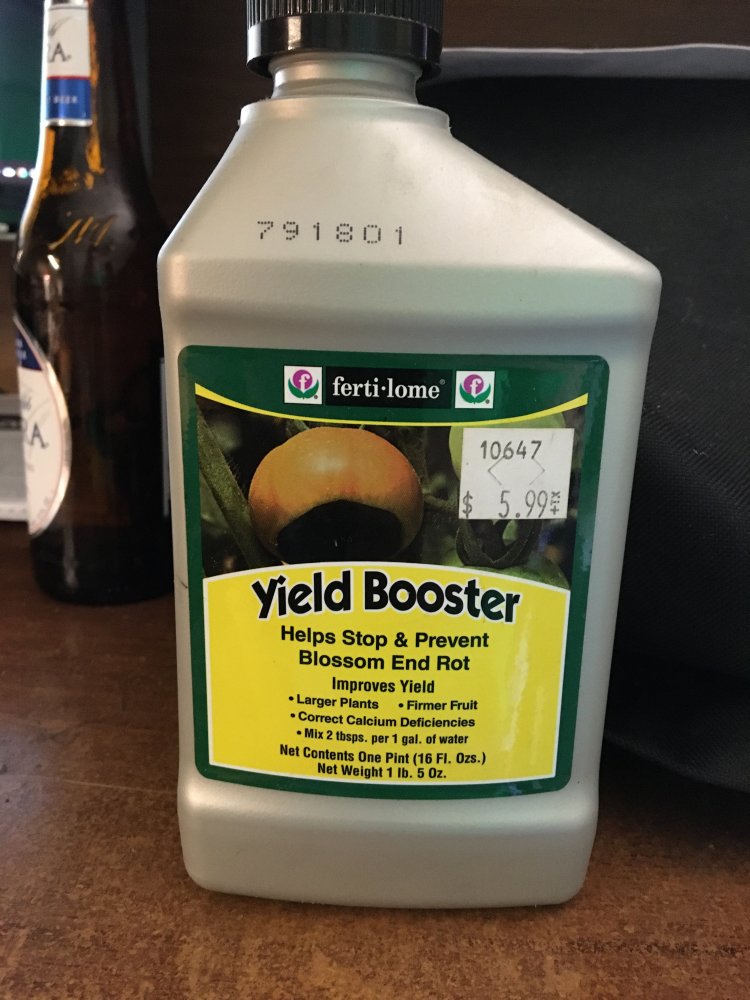 A.
BEER
791801
f ferti·lome® f
10647
$ 5.99
Yield Booster
Helps Stop & Prevent
Blossom End Rot
Improves Yield
• Larger Plants • Firmer Fruit
• Correct Calcium Deficiencies
• Mix 2 tbsps. per 1 gal. of water
Net Contents One Pint (16 Fl. Ozs.)
Net Weight 1 lb. 5 Oz.
RA.